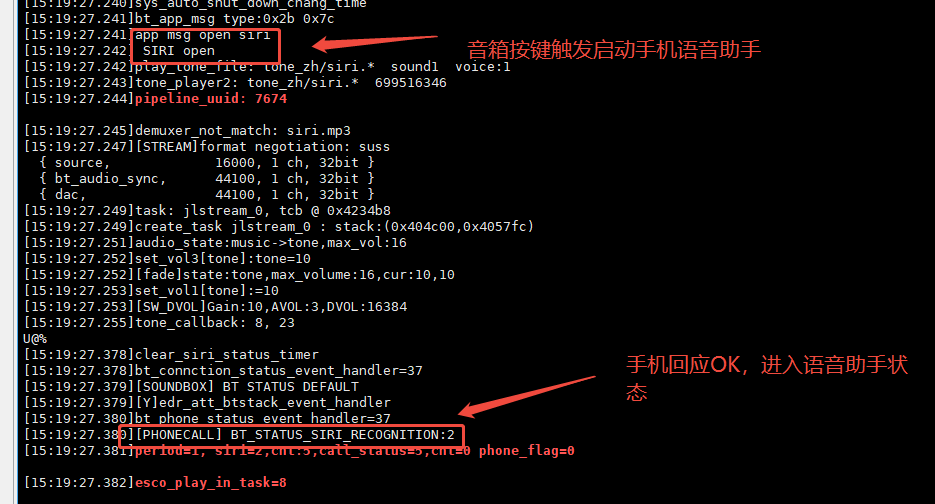 [15:19:27.240]sys_auto_shut_down_chang_time
[15:19:27.241]bt_app_msg type:0x2b 0x7c
[15:19:27.241]app msg open siri
[15:19:27.242] SIRI open
音箱按键触发启动手机语音助手
[15:19:27.242]play_tone_file: tone_zh/siri.* sound1 voice:1
[15:19:27.243]tone_player2: tone_zh/siri.* 699516346
[15:19:27.244]pipeline_uuid: 7674
[15:19:27.245]demuxer_not_match: siri.mp3
[15:19:27.247][STREAM]format negotiation: suss
{ source, 16000, 1 ch, 32bit }
{ bt_audio_sync, 44100, 1 ch, 32bit }
{ dac, 44100, 1 ch, 32bit }
[15:19:27.249]task: jlstream_0, tcb @ 0x4234b8
[15:19:27.249]create_task jlstream_0 : stack:(0x404c00,0x4057fc)
[15:19:27.251]audio_state:music->tone,max_vol:16
[15:19:27.252]set_vol3[tone]:tone=10
[15:19:27.252][fade]state:tone,max_volume:16,cur:10,10
[15:19:27.253]set_vol1[tone]:=10
[15:19:27.253][SW_DVOL]Gain:10,AVOL:3,DVOL:16384
[15:19:27.255]tone_callback: 8, 23
U@%
[15:19:27.378]clear_siri_status_timer
[15:19:27.378]bt_connction_status_event_handler=37
[15:19:27.379][SOUNDBOX] BT STATUS DEFAULT
[15:19:27.379][Y]edr_att_btstack_event_handler
[15:19:27.380]bt_phone_status_event_handler=37
手机回应OK，进入语音助手状
态
[15:19:27.380][PHONECALL] BT_STATUS_SIRI_RECOGNITION:2
[15:19:27.381]period=1, siri=2,cnt:5,call_status=5,cnt=0 phone_flag=0
[15:19:27.382]esco_play_in_task=8